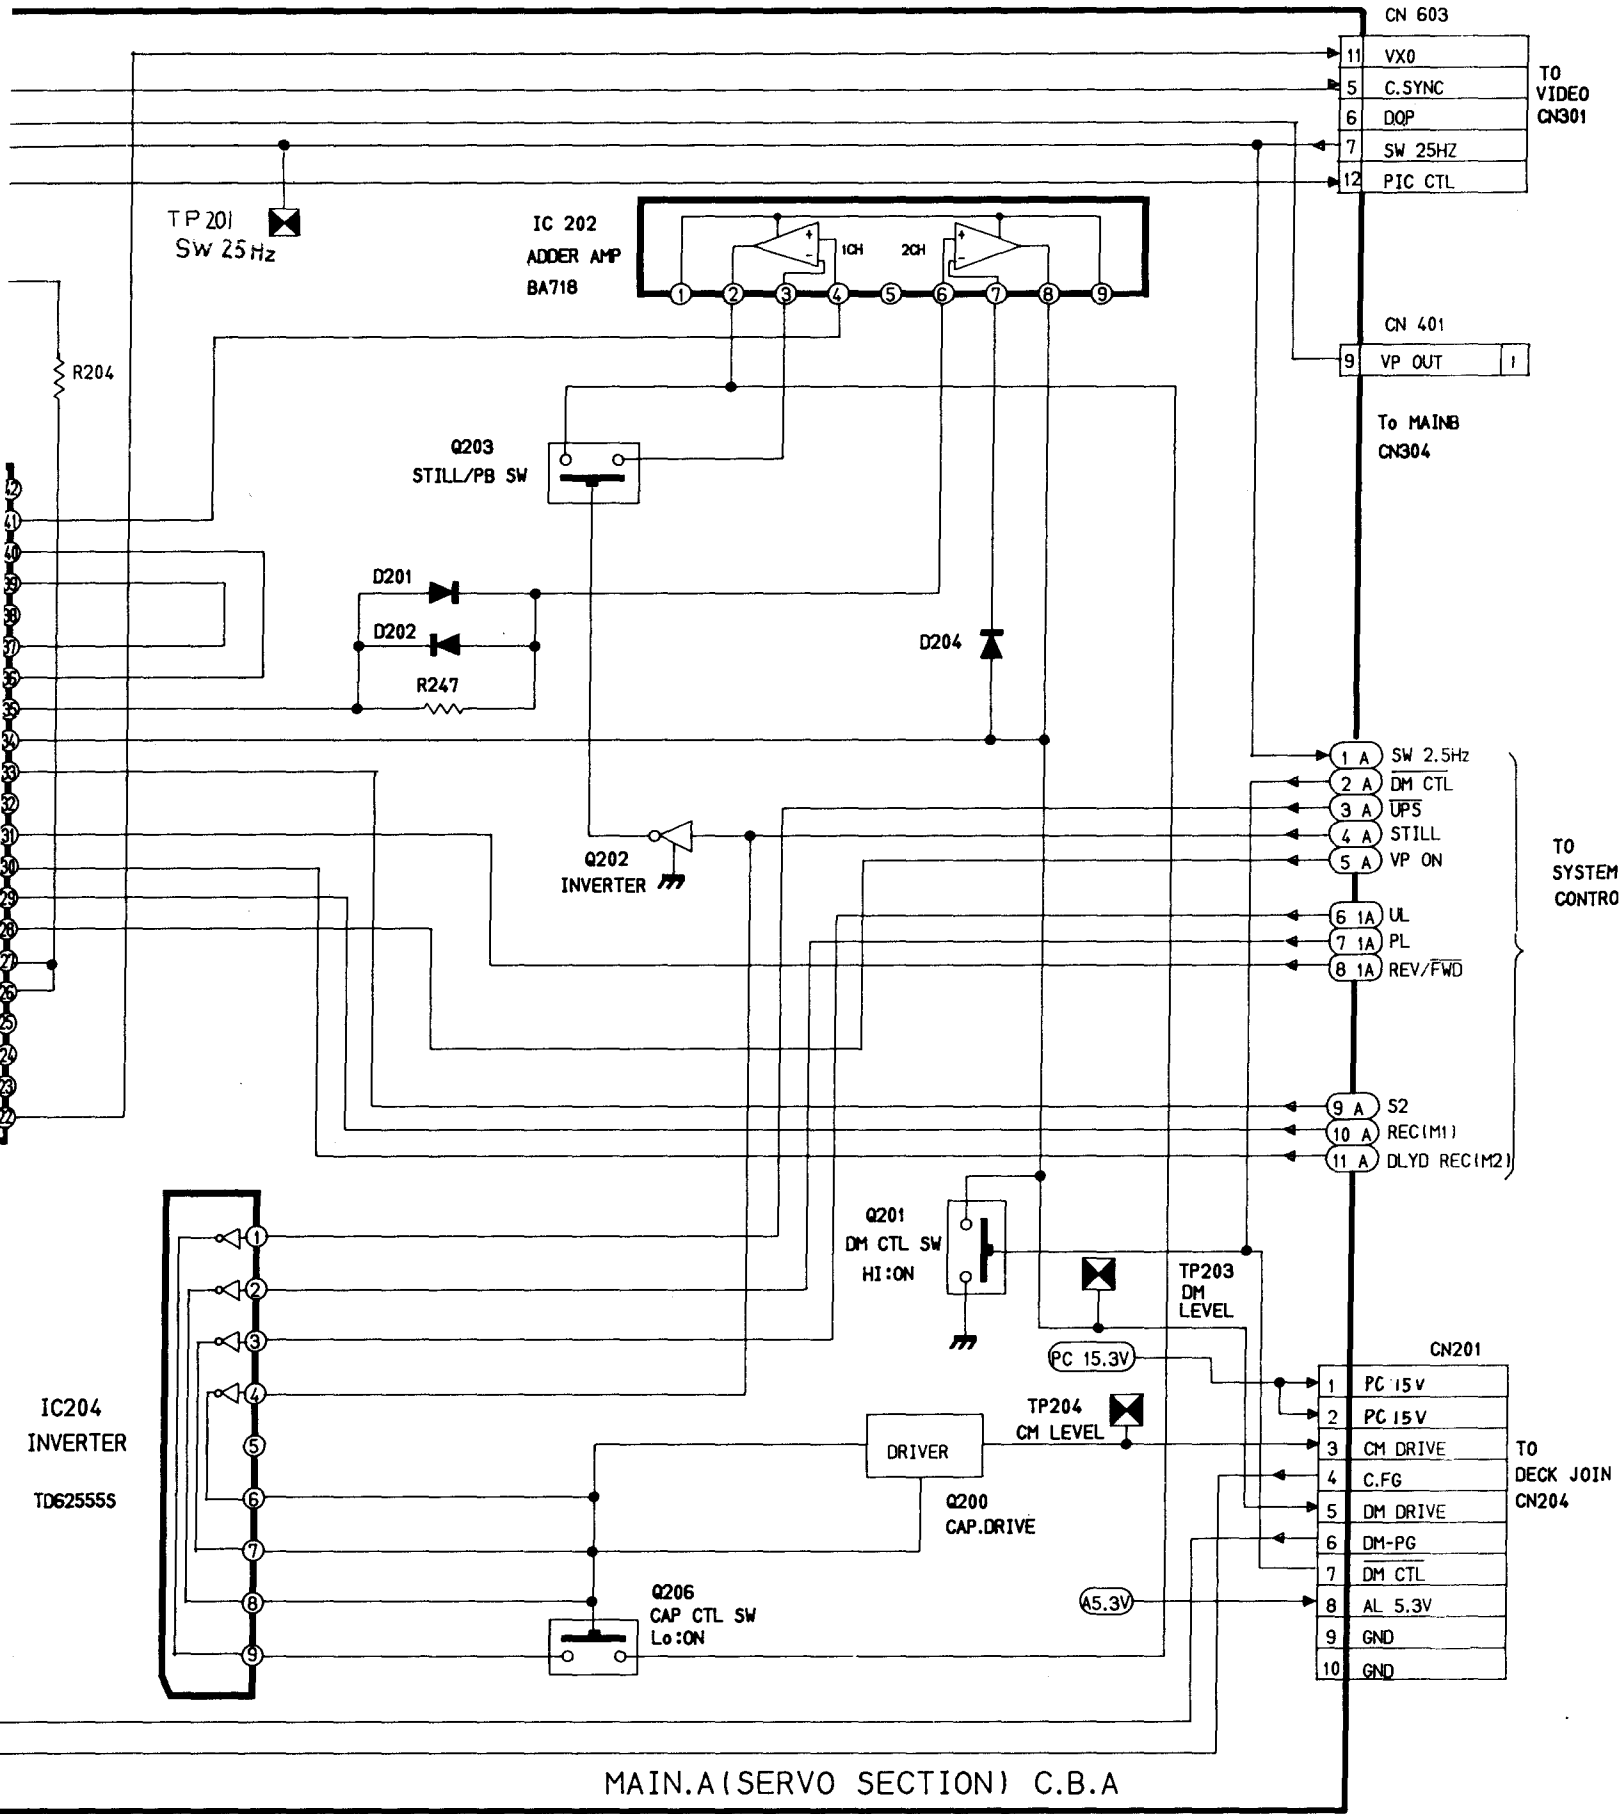 CN 603
11 VXO
5 C.SYNC
6 D.O.P
7 SW 25HZ
12 PIC CTL
TO
VIDEO
CN301
TP201
SW 25Hz
IC 202
ADDER AMP
BA718
+
-
1CH
2CH
+
-
1 2 3 4 5 6 7 8 9
R204
CN 401
9 VP OUT 1
To MAINB
CN304
Q203
STILL/PB SW
42
41
40
39
38
37
36
35
34
33
32
31
30
29
28
27
26
25
24
23
22
D201
D202
R247
D204
Q202
INVERTER
1 A SW 2.5Hz
2 A DM CTL
3 A UPS
4 A STILL
5 A VP ON
6 1A UL
7 1A PL
8 1A REV/FWD
9 A S2
10 A REC(M1)
11 A DLYD REC(M2)
TO
SYSTEM
CONTRO
Q201
DM CTL SW
HI:ON
TP203
DM
LEVEL
PC 15.3V
TP204
CM LEVEL
1
2
3
4
5
6
7
8
9
IC204
INVERTER
TD62555S
DRIVER
Q200
CAP.DRIVE
Q206
CAP CTL SW
Lo:ON
A5.3V
CN201
1 PC 15V
2 PC 15V
3 CM DRIVE
4 C.FG
5 DM DRIVE
6 DM-PG
7 DM CTL
8 AL 5.3V
9 GND
10 GND
TO
DECK JOIN
CN204
MAIN.A(SERVO SECTION) C.B.A